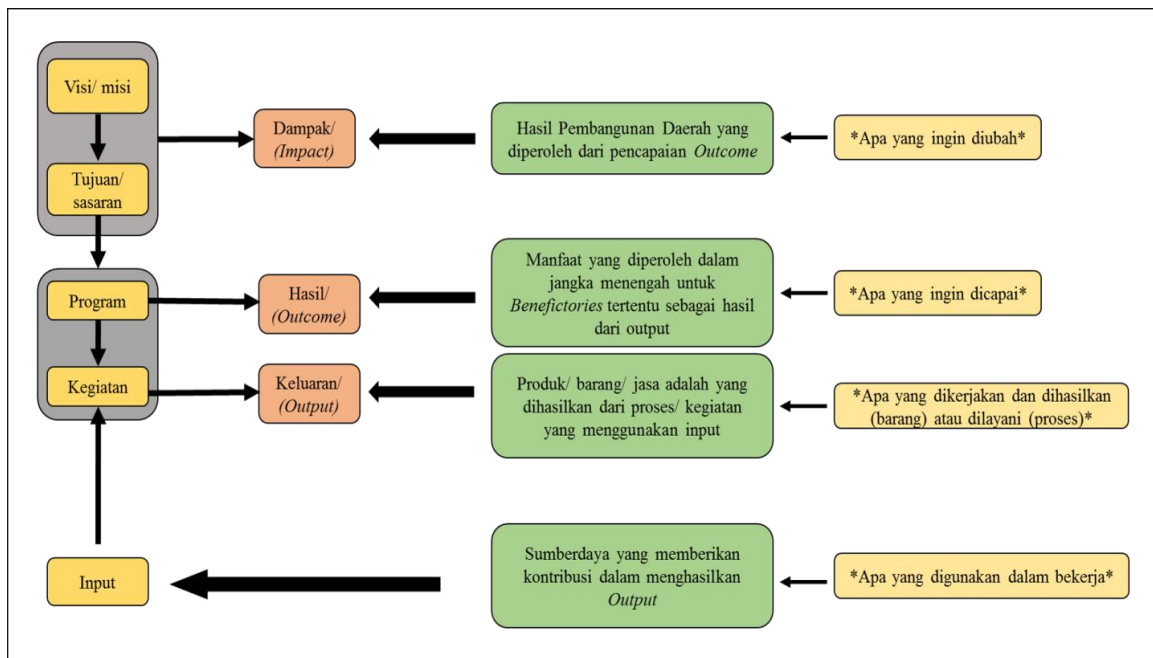 Visi/ misi
Dampak/
(Impact)
Hasil Pembangunan Daerah yang
diperoleh dari pencapaian Outcome
*Apa yang ingin diubah*
Tujuan/
sasaran
Program
Hasil/
(Outcome)
Manfaat yang diperoleh dalam
jangka menengah untuk
Benefictories tertentu sebagai hasil
dari output
*Apa yang ingin dicapai*
Kegiatan
Keluaran/
(Output)
Produk/ barang/ jasa adalah yang
dihasilkan dari proses/ kegiatan
yang menggunakan input
*Apa yang dikerjakan dan dihasilkan
(barang) atau dilayani (proses)*
Input
Sumberdaya yang memberikan
kontribusi dalam menghasilkan
Output
*Apa yang digunakan dalam bekerja*